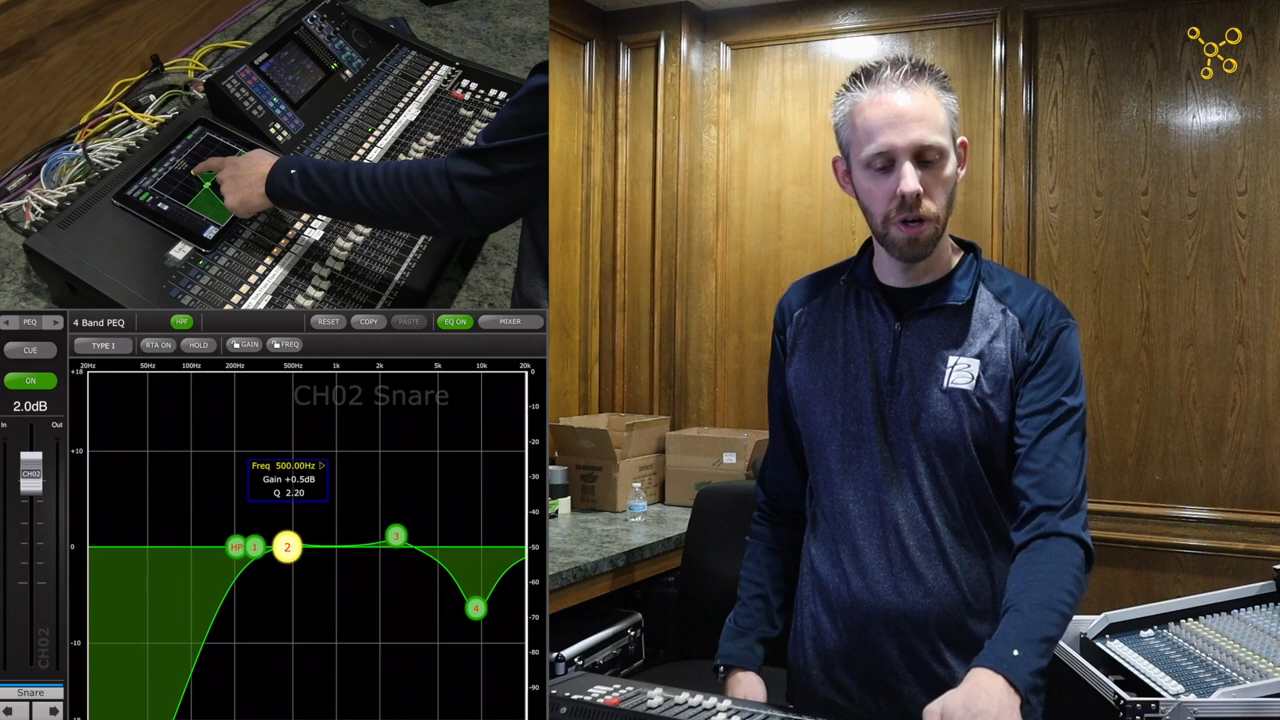 PEQ
4 Band PEQ
HPF
RESET
COPY
PASTE
EQ ON
MIXER
CUE
TYPE I
RTA ON
HOLD
GAIN
FREQ
ON
20Hz 50Hz 100Hz 200Hz 500Hz 1k 2k 5k 10k 20k
2.0dB
In Out
CH02 Snare
+18
+10
0
-10
0
-10
-20
-30
-40
-50
-60
-70
-80
-90
Freq 500.00Hz
Gain +0.5dB
Q 2.20
HP 1 2 3 4
CH02
CH02
Snare
B